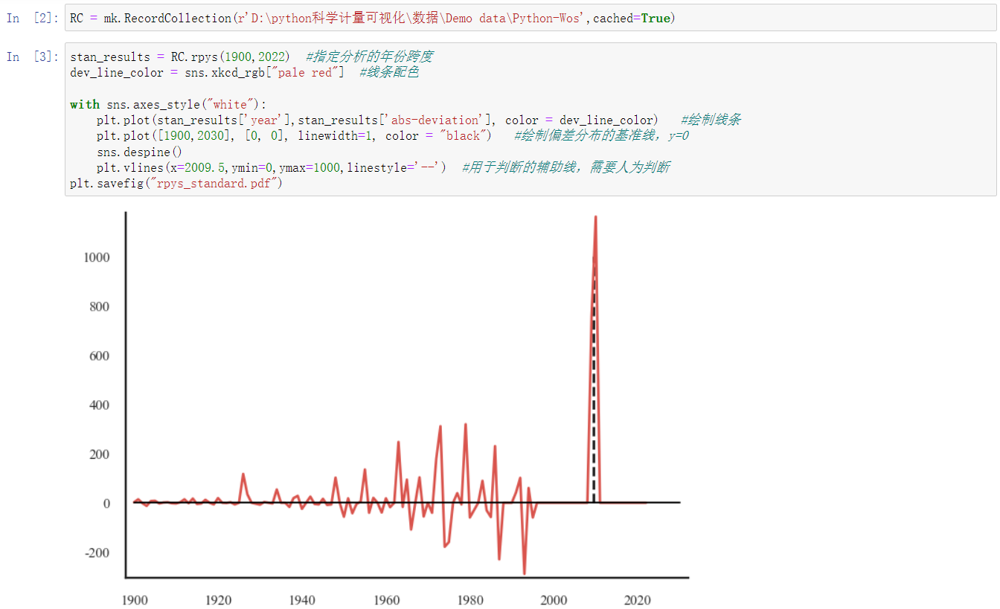 In [2]: RC = mk.RecordCollection(r'D:\python科学计量可视化\数据\Demo data\Python-Wos',cached=True)
In [3]: stan_results = RC.rpys(1900,2022)  #指定分析的年份跨度
dev_line_color = sns.xkcd_rgb["pale red"]  #线条配色
with sns.axes_style("white"):
    plt.plot(stan_results['year'],stan_results['abs-deviation'], color = dev_line_color)   #绘制线条
    plt.plot([1900,2030], [0, 0], linewidth=1, color = "black")   #绘制偏差分布的基准线，y=0
    sns.despine()
    plt.vlines(x=2009.5,ymin=0,ymax=1000,linestyle='--')  #用于判断的辅助线，需要人为判断
plt.savefig("rpys_standard.pdf")
1000
800
600
400
200
0
-200
1900 1920 1940 1960 1980 2000 2020